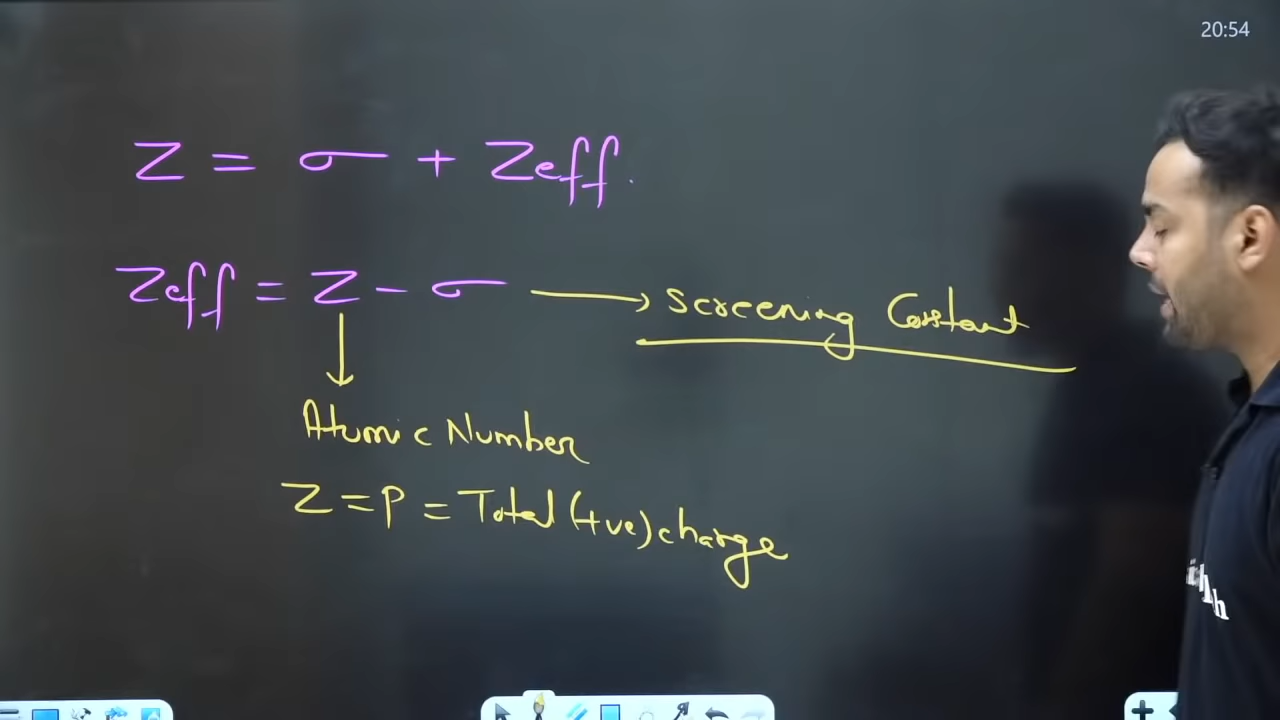 20:54
Z = σ + Zeff.
Zeff = Z - σ → Screening Constant
Atomic Number
Z = P = Total (+ve) charge